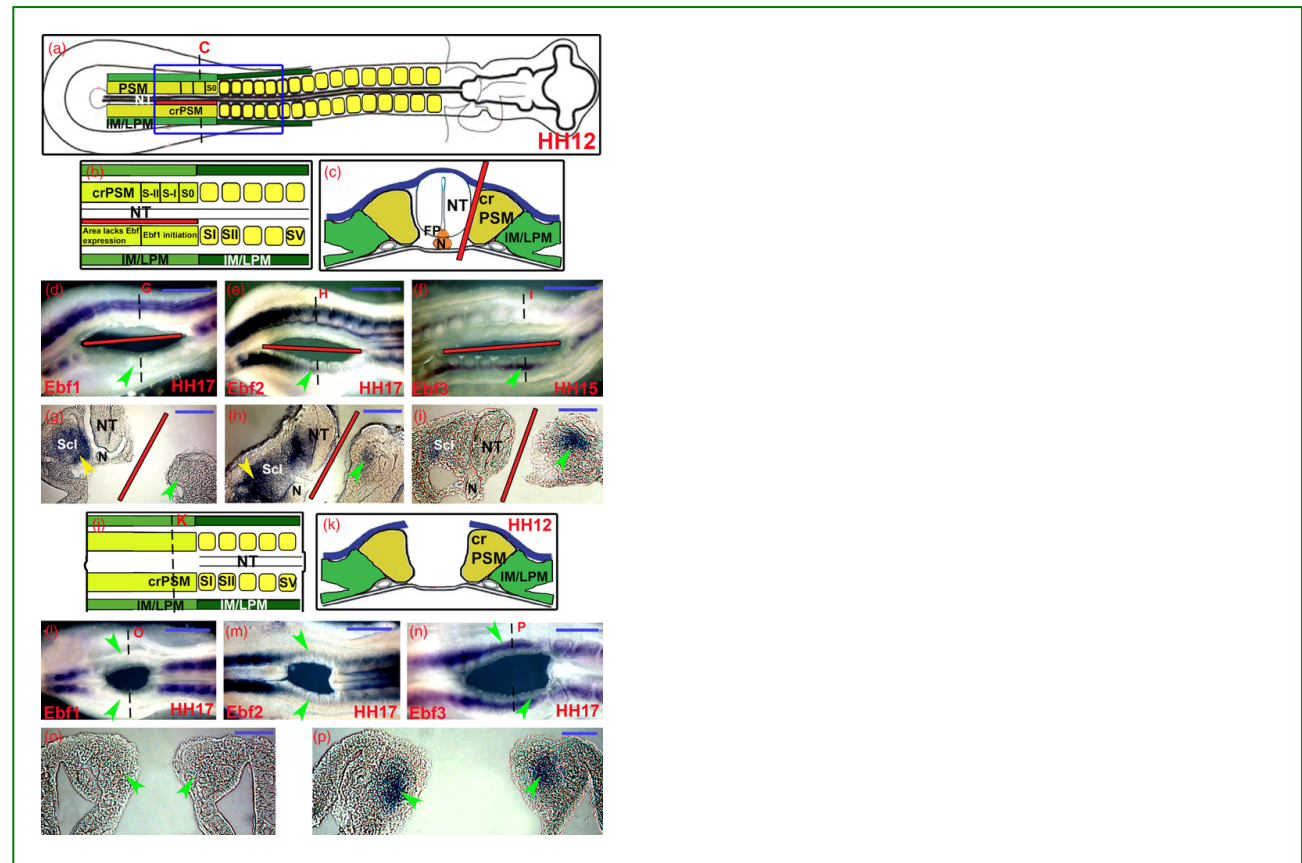 (a)
C
PSM
S0
NT
crPSM
IM/LPM
HH12
(b)
crPSM S-II S-I S0
NT
Area lacks Ebf expression
Ebf1 initiation
SI SII SV
IM/LPM IM/LPM
(c)
NT
cr
PSM
FP
N
IM/LPM
(d)
G
Ebf1 HH17
(e)
H
Ebf2 HH17
(f)
I
Ebf3 HH15
(g)
NT
Scl
N
(h)
NT
Scl
N
(i)
Scl
NT
N
(j)
K
NT
crPSM SI SII SV
IM/LPM IM/LPM
(k)
HH12
cr
PSM
IM/LPM
(l)
O
Ebf1 HH17
(m)
Ebf2 HH17
(n)
P
Ebf3 HH17
(o)
(p)